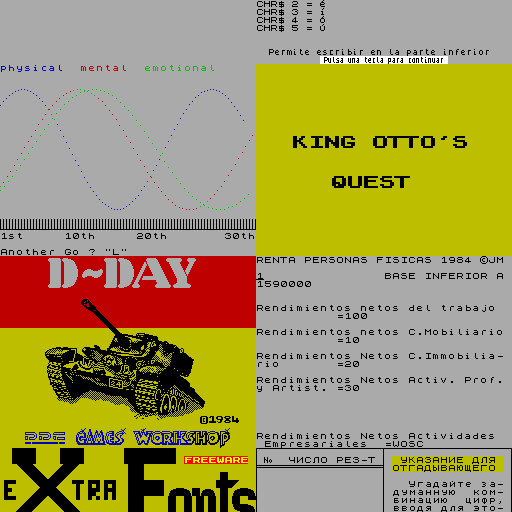 physical mental emotional
1st 10th 20th 30th
Another Go ? "L"
CHR$ 2 = é
CHR$ 3 = í
CHR$ 4 = ó
CHR$ 5 = ú
Permite escribir en la parte inferior
Pulsa una tecla para continuar
KING OTTO'S
QUEST
D~DAY
©1984
GAMES WORKSHOP
FREEWARE
eXtra Fonts
RENTA PERSONAS FISICAS 1984 ©JM
1 BASE INFERIOR A
1590000
Rendimientos netos del trabajo
=100
Rendimientos netos C.Mobiliario
=10
Rendimientos Netos C.Immobilia-
rio =20
Rendimientos Netos Activ. Prof.
y Artist. =30
Rendimientos Netos Actividades
Empresariales =WOSC
№ ЧИСЛО РЕЗ-Т
УКАЗАНИЕ ДЛЯ
ОТГАДЫВАЮЩЕГО
Угадайте за-
думанную ком-
бинацию цифр,
вводя для это-